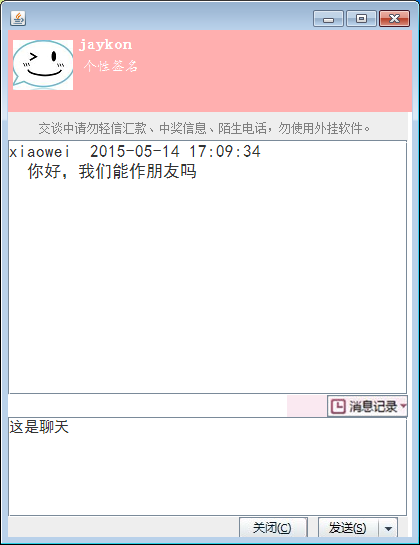 jaykon
个性签名
交谈中请勿轻信汇款、中奖信息、陌生电话，勿使用外挂软件。
xiaowei 2015-05-14 17:09:34
你好，我们能作朋友吗
消息记录
这是聊天
关闭(C) 发送(S)